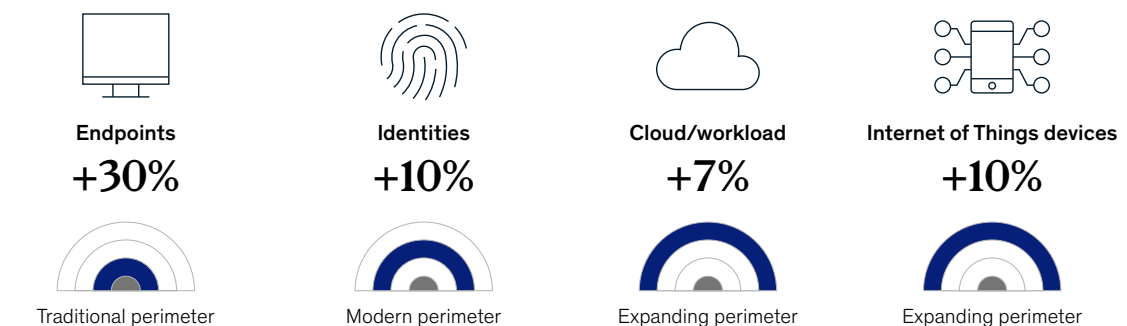 Endpoints
+30%
Traditional perimeter
Identities
+10%
Modern perimeter
Cloud/workload
+7%
Expanding perimeter
Internet of Things devices
+10%
Expanding perimeter